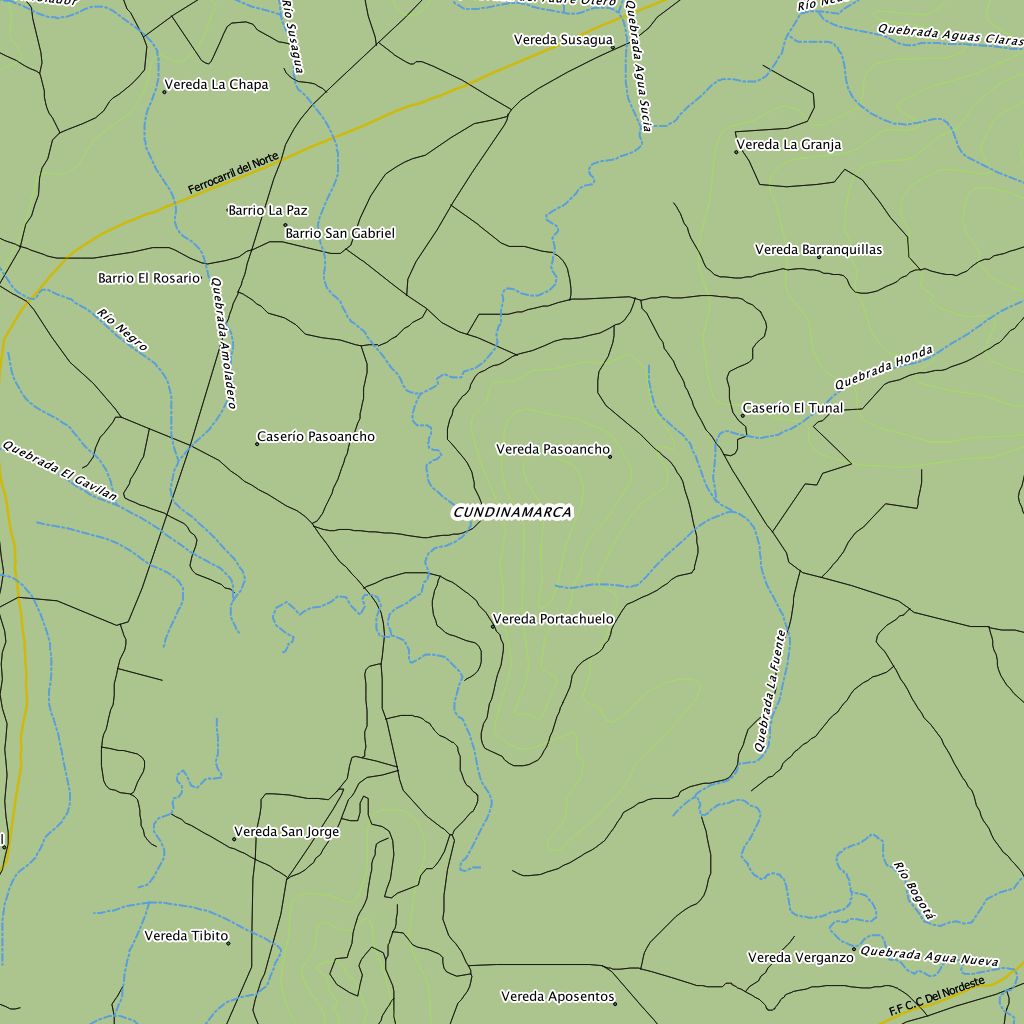 Río Susagua
Quebrada Agua Sucia
Quebrada Aguas Claras
Vereda Susagua
Vereda La Chapa
Vereda La Granja
Ferrocarril del Norte
Barrio La Paz
Barrio San Gabriel
Vereda Barranquillas
Barrio El Rosario
Quebrada Amoladero
Río Negro
Quebrada Honda
Caserío El Tunal
Caserío Pasoancho
Vereda Pasoancho
Quebrada El Gavilan
CUNDINAMARCA
Vereda Portachuelo
Quebrada La Fuente
Vereda San Jorge
Río Bogotá
Vereda Tibito
Vereda Verganzo
Quebrada Agua Nueva
Vereda Aposentos
F.F C.C Del Nordeste